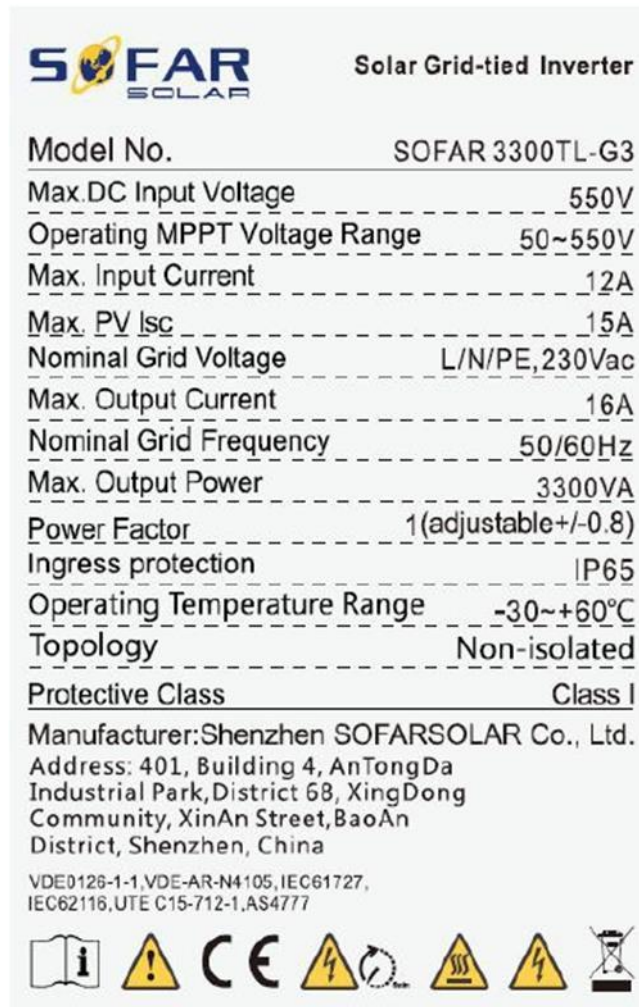 SOFAR
SOLAR
Solar Grid-tied Inverter
Model No. SOFAR 3300TL-G3
Max.DC Input Voltage 550V
Operating MPPT Voltage Range 50~550V
Max. Input Current 12A
Max. PV Isc 15A
Nominal Grid Voltage L/N/PE,230Vac
Max. Output Current 16A
Nominal Grid Frequency 50/60Hz
Max. Output Power 3300VA
Power Factor 1(adjustable+/-0.8)
Ingress protection IP65
Operating Temperature Range -30~+60℃
Topology Non-isolated
Protective Class Class I
Manufacturer:Shenzhen SOFARSOLAR Co., Ltd.
Address: 401, Building 4, AnTongDa
Industrial Park,District 68, XingDong
Community, XinAn Street,BaoAn
District, Shenzhen, China
VDE0126-1-1,VDE-AR-N4105,IEC61727,
IEC62116,UTE C15-712-1,AS4777
i
CE